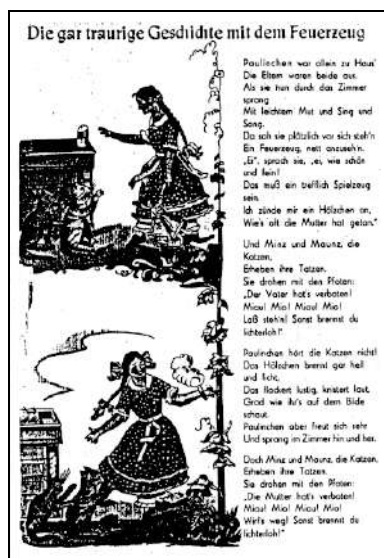 Die gar traurige Geschichte mit dem Feuerzeug
Paulinchen war allein zu Haus'
Die Eltern waren beide aus.
Als sie nun durch das Zimmer
sprang
Mit leichtem Mut und Sing und
Sang,
Da sah sie plötzlich vor sich steh'n
Ein Feuerzeug, nett anzuseh'n.
„Ei", sprach sie, „ei, wie schön
und fein!
Das muß ein trefflich Spielzeug
sein.
Ich zünde mir ein Hölzchen an,
Wie's oft die Mutter hat getan."
Und Minz und Maunz, die
Katzen,
Erheben ihre Tatzen.
Sie drohen mit den Pfoten:
„Der Vater hat's verboten!
Miau! Mio! Miau! Mio!
Laß steh'n! Sonst brennst du
lichterloh!"
Paulinchen hört die Katzen nicht!
Das Hölzchen brennt gar hell
und licht,
Das flackert lustig, knistert laut,
Grad wie ihr's auf dem Bilde
schaut.
Paulinchen aber freut sich sehr
Und sprang im Zimmer hin und her.
Doch Minz und Maunz, die Katzen,
Erheben ihre Tatzen.
Sie drohen mit den Pfoten:
„Die Mutter hat's verboten!
Miau! Mio! Miau! Mio!
Wirf's weg! Sonst brennst du
lichterloh!"